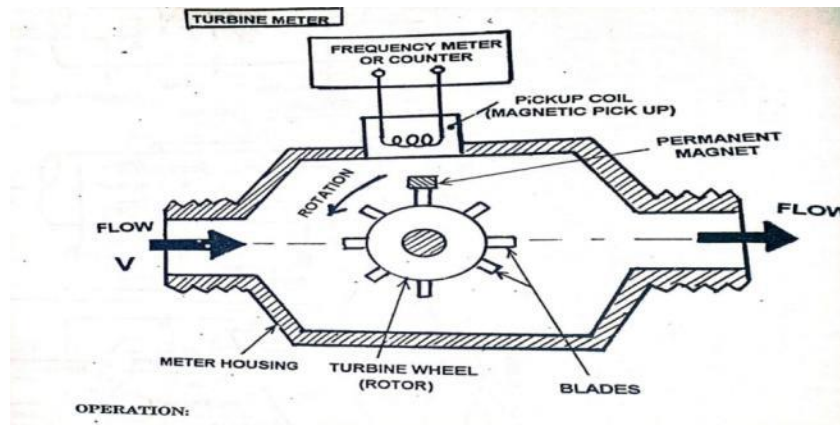 TURBINE METER
FREQUENCY METER
OR COUNTER
PiCKUP COIL
(MAGNETIC PICK UP)
PERMANENT
MAGNET
ROTATION
FLOW
V
FLOW
METER HOUSING
TURBINE WHEEL
(ROTOR)
BLADES
OPERATION: